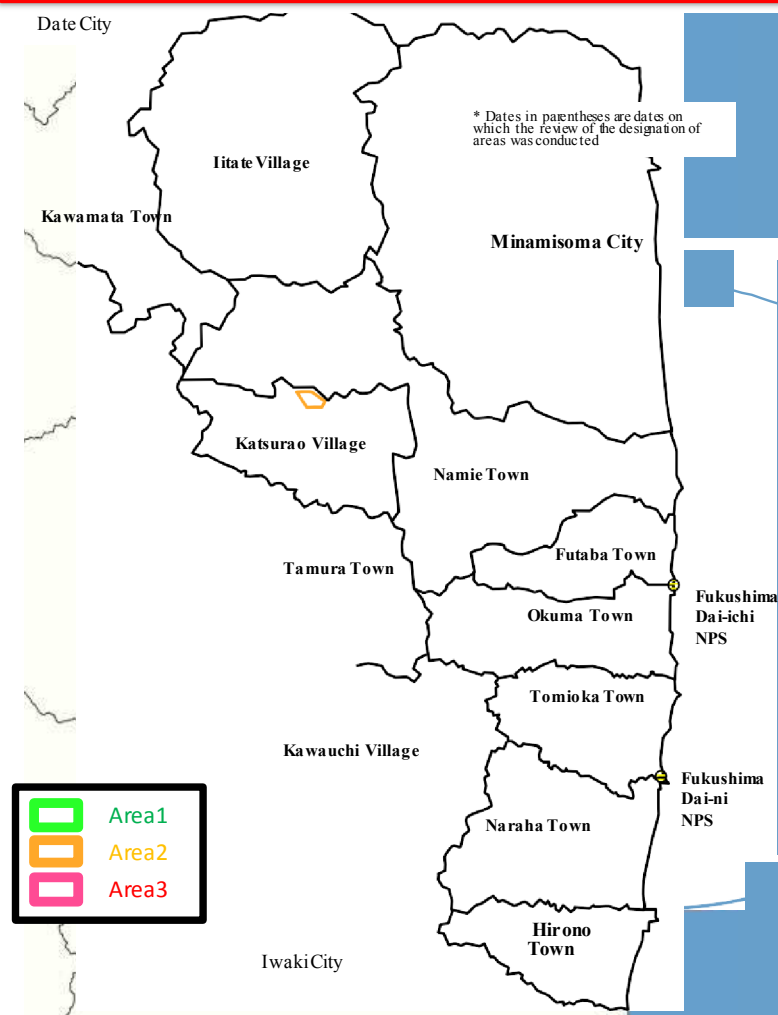 Date City
* Dates in parentheses are dates on
which the review of the designation of
areas was conducted
Iitate Village
Kawamata Town
Minamisoma City
Katsurao Village
Namie Town
Futaba Town
Tamura Town
Fukushima
Dai-ichi
NPS
Okuma Town
Tomioka Town
Kawauchi Village
Fukushima
Dai-ni
NPS
Area1
Area2
Area3
Naraha Town
Hirono
Town
Iwaki City